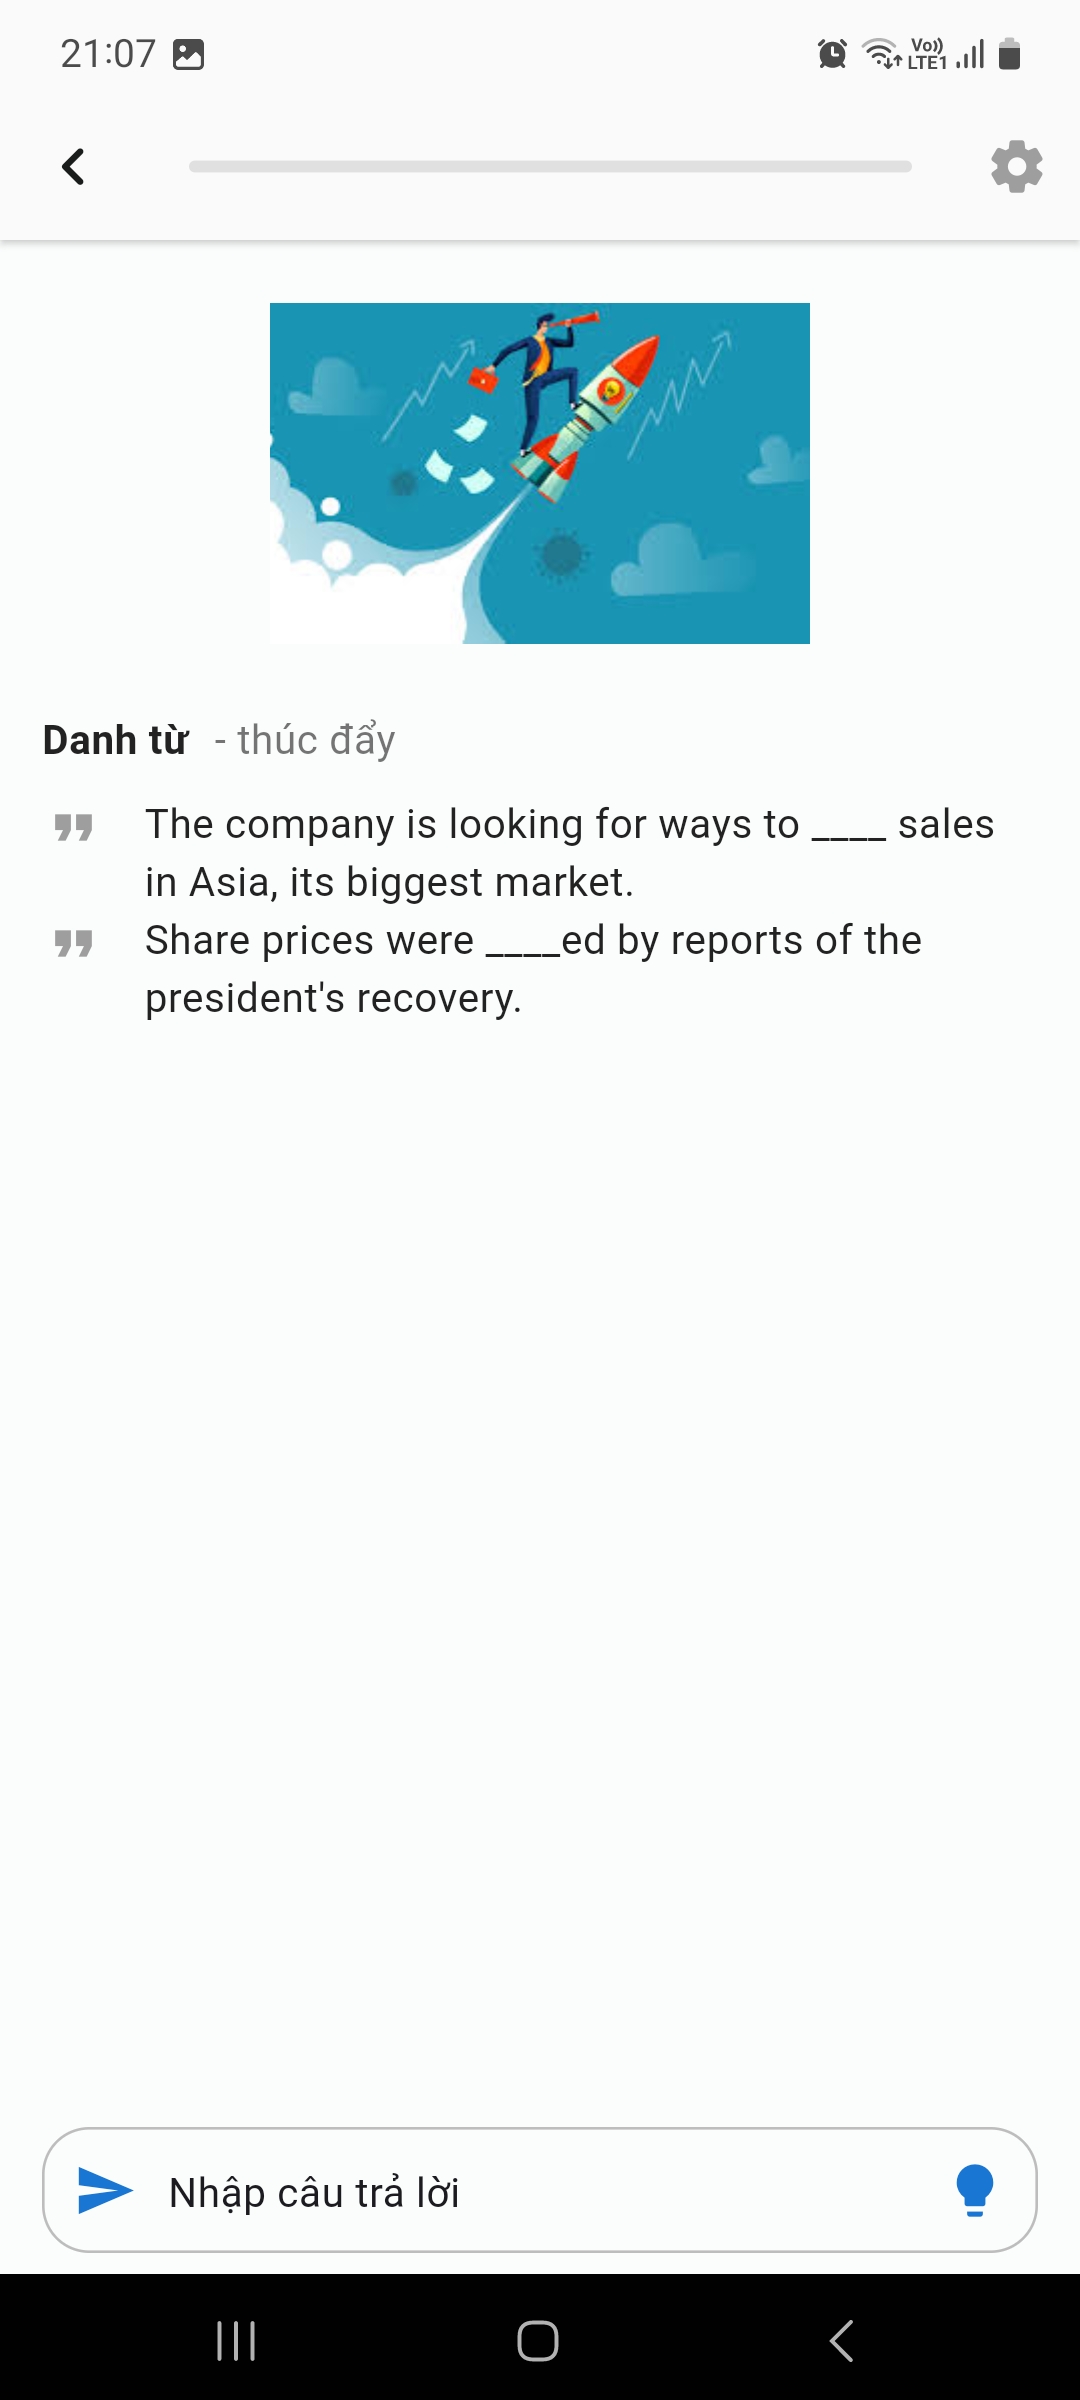 21:07
Vo))
LTE1
Danh từ - thúc đẩy
The company is looking for ways to ____ sales
in Asia, its biggest market.
Share prices were ____ed by reports of the
president's recovery.
Nhập câu trả lời